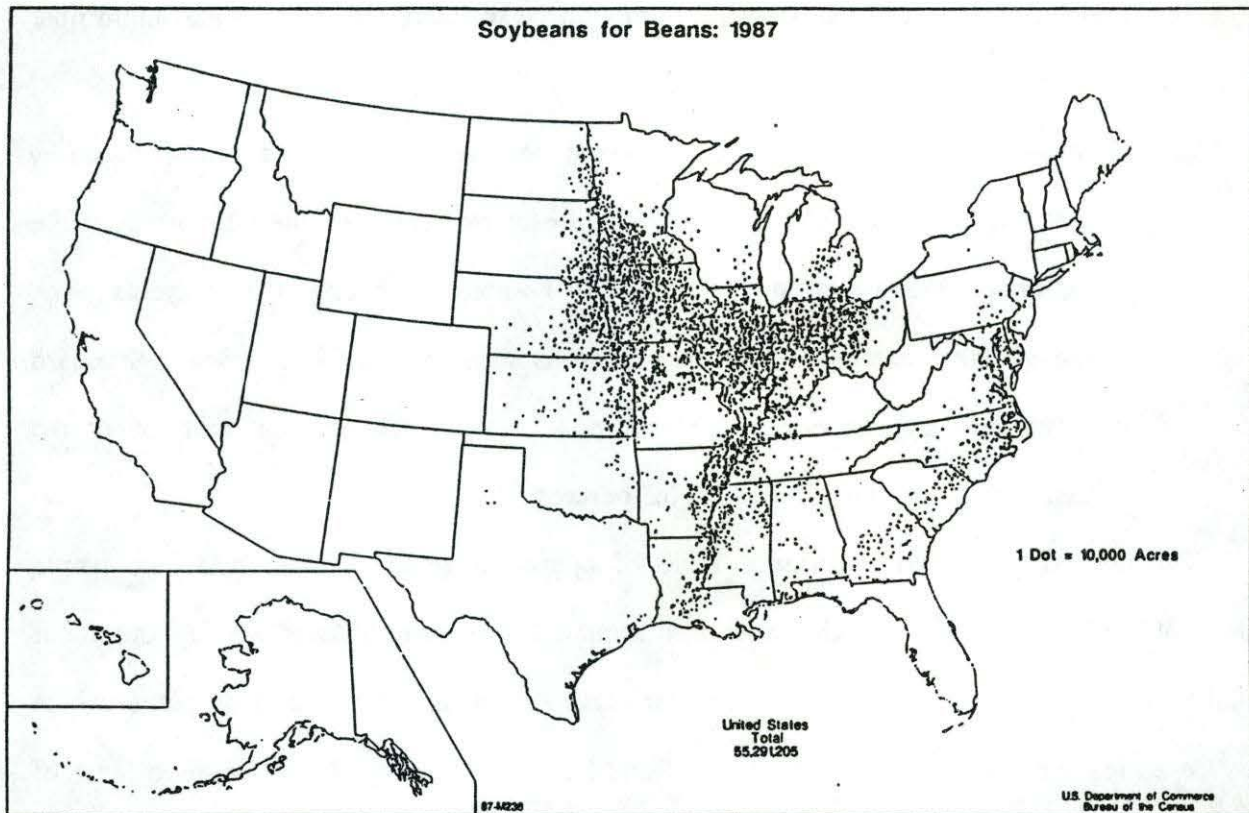 Soybeans for Beans: 1987
1 Dot = 10,000 Acres
United States
Total
55,291,205
87-M236
U.S. Department of Commerce
Bureau of the Census